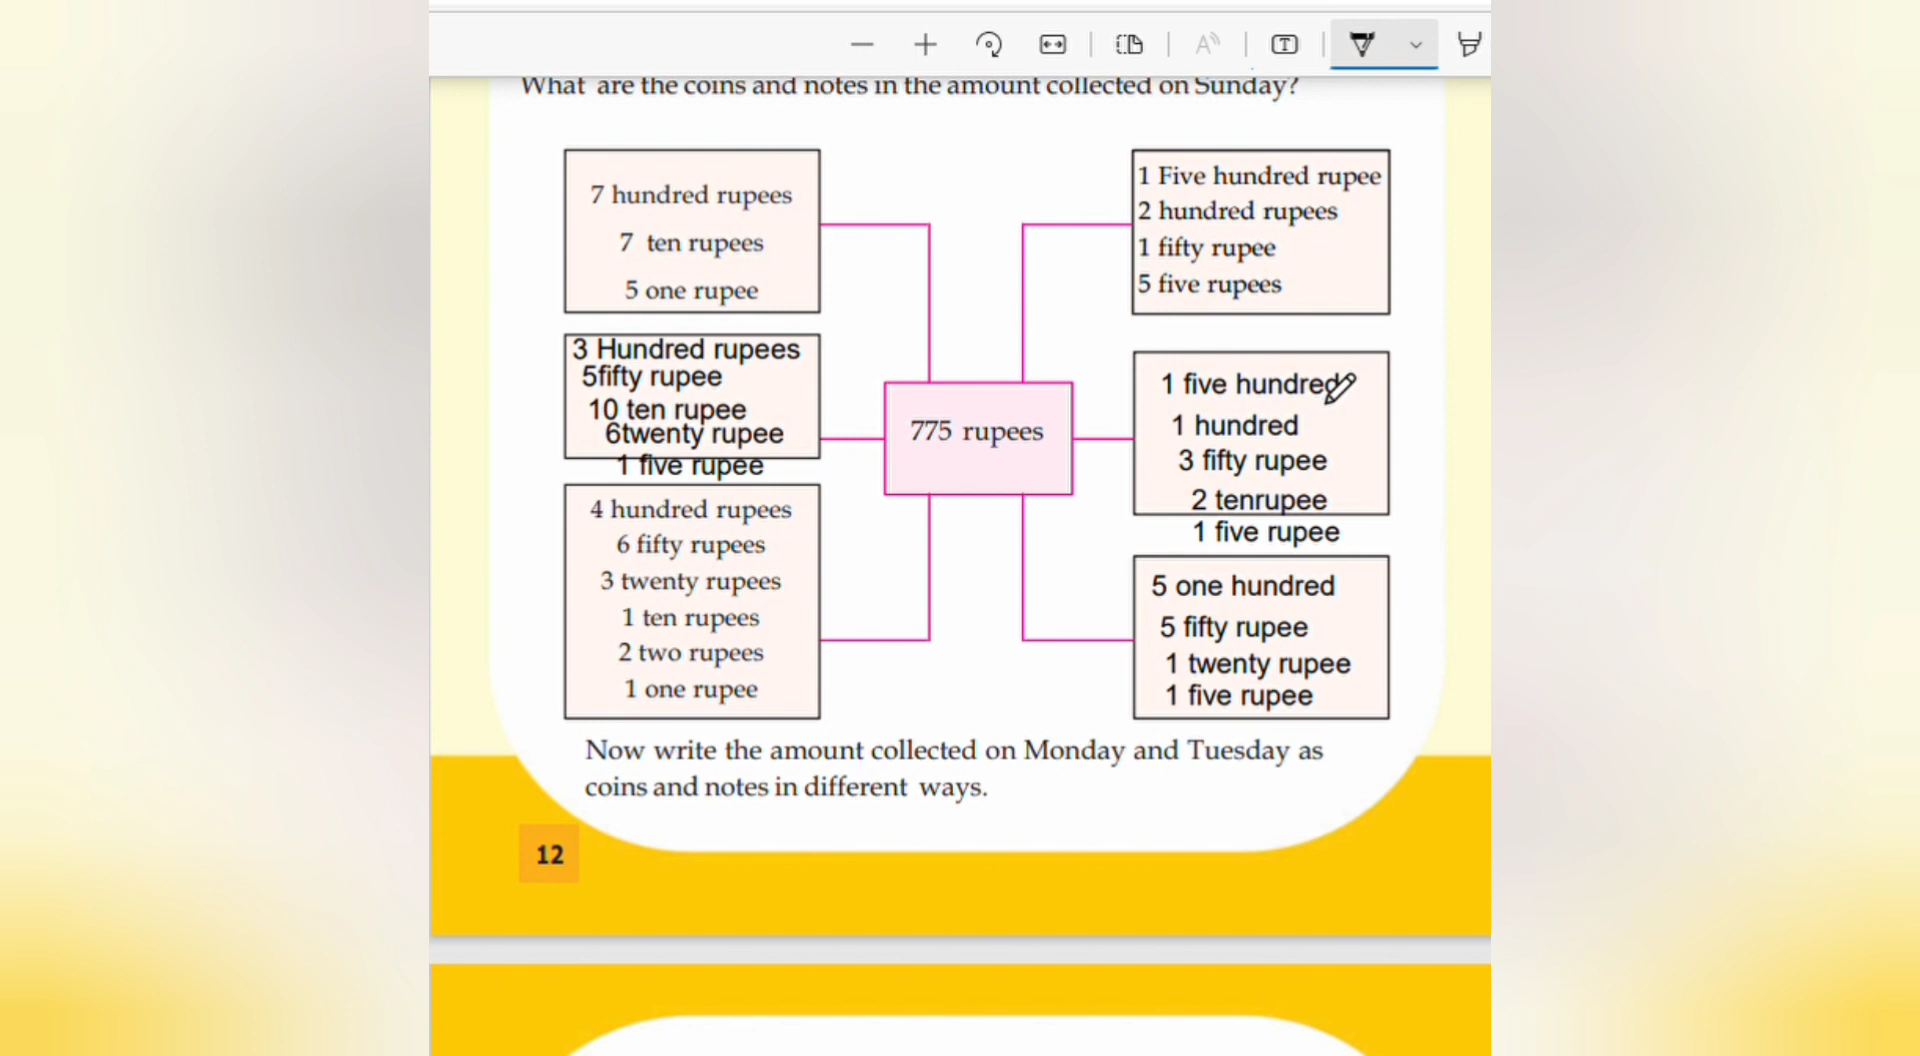 What are the coins and notes in the amount collected on Sunday?
7 hundred rupees
7 ten rupees
5 one rupee
1 Five hundred rupee
2 hundred rupees
1 fifty rupee
5 five rupees
3 Hundred rupees
5fifty rupee
10 ten rupee
6twenty rupee
1 five rupee
775 rupees
1 five hundred
1 hundred
3 fifty rupee
2 tenrupee
1 five rupee
4 hundred rupees
6 fifty rupees
3 twenty rupees
1 ten rupees
2 two rupees
1 one rupee
5 one hundred
5 fifty rupee
1 twenty rupee
1 five rupee
Now write the amount collected on Monday and Tuesday as
coins and notes in different ways.
12